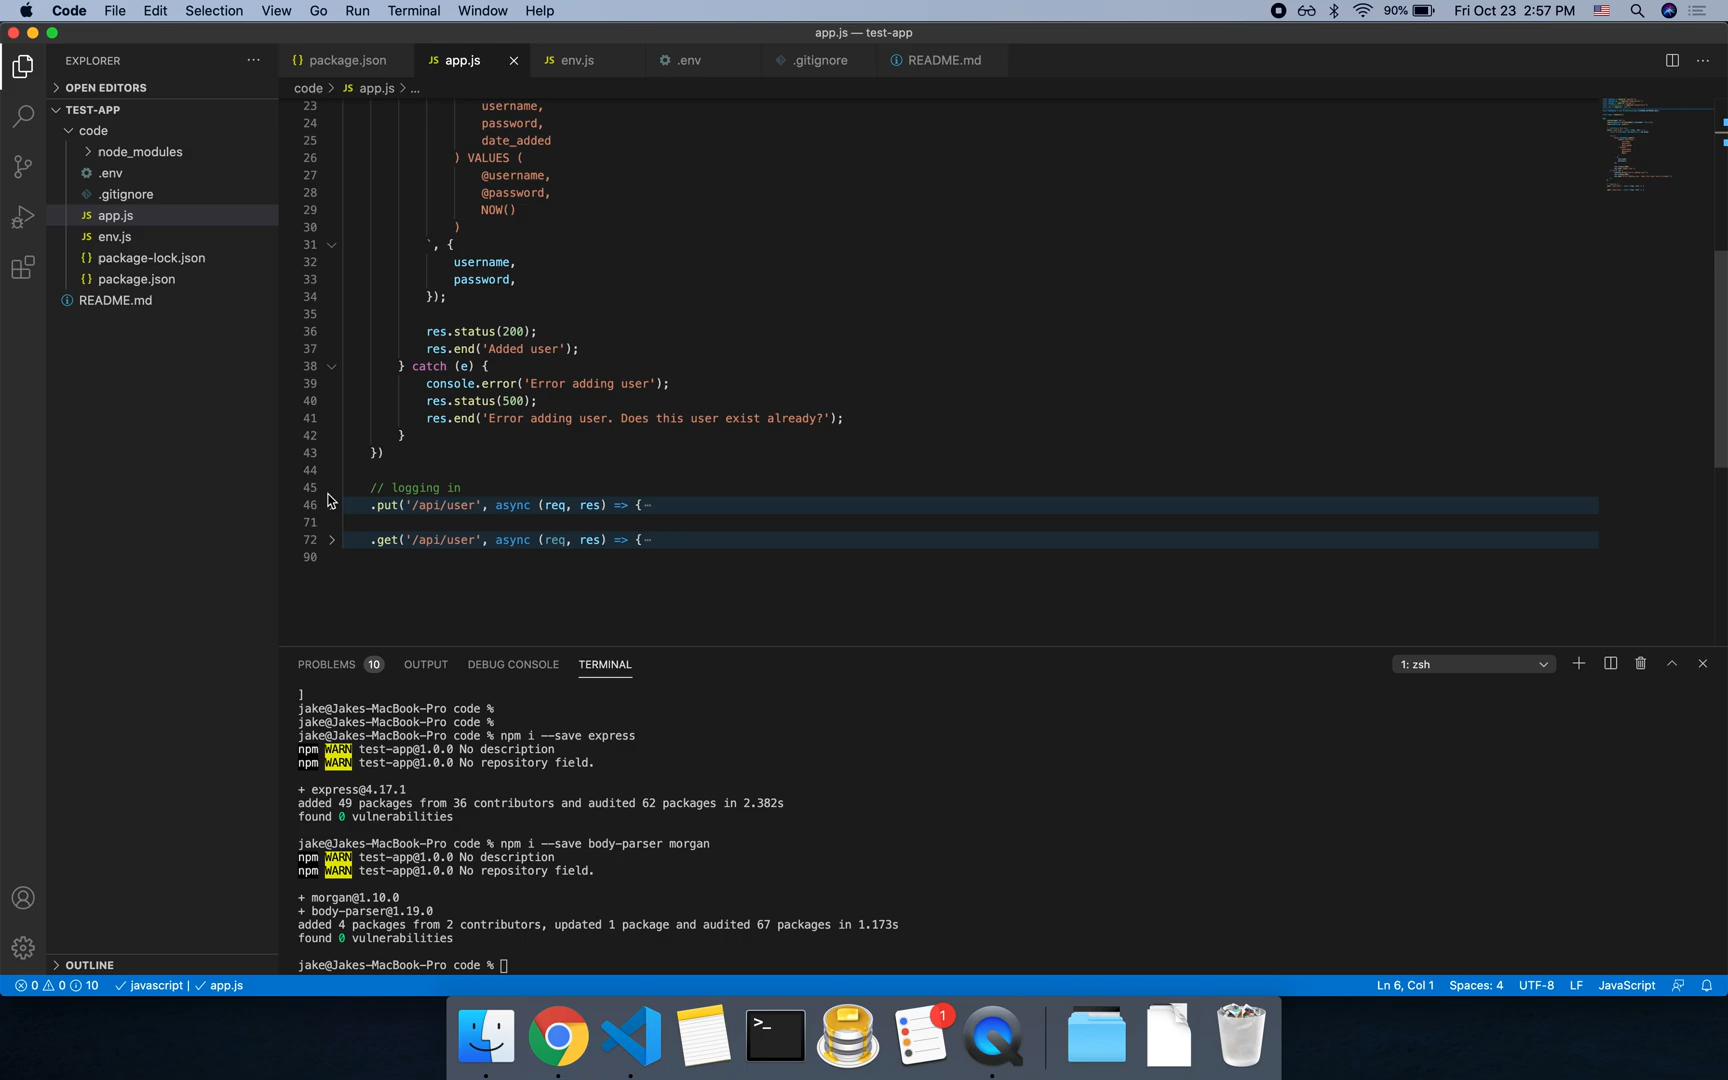 Code File Edit Selection View Go Run Terminal Window Help 90% Fri Oct 23 2:57 PM
app.js — test-app
EXPLORER
OPEN EDITORS
TEST-APP
code
node_modules
.env
.gitignore
JS app.js
JS env.js
{} package-lock.json
{} package.json
README.md
OUTLINE
{} package.json JS app.js JS env.js .env .gitignore README.md
code > JS app.js > ...
23 username,
24 password,
25 date_added
26 ) VALUES (
27 @username,
28 @password,
29 NOW()
30 )
31 `, {
32 username,
33 password,
34 });
35
36 res.status(200);
37 res.end('Added user');
38 } catch (e) {
39 console.error('Error adding user');
40 res.status(500);
41 res.end('Error adding user. Does this user exist already?');
42 }
43 })
44
45 // logging in
46 .put('/api/user', async (req, res) => {⋯
71
72 .get('/api/user', async (req, res) => {⋯
90
PROBLEMS 10 OUTPUT DEBUG CONSOLE TERMINAL 1: zsh
]
jake@Jakes-MacBook-Pro code %
jake@Jakes-MacBook-Pro code %
jake@Jakes-MacBook-Pro code % npm i --save express
npm WARN test-app@1.0.0 No description
npm WARN test-app@1.0.0 No repository field.
+ express@4.17.1
added 49 packages from 36 contributors and audited 62 packages in 2.382s
found 0 vulnerabilities
jake@Jakes-MacBook-Pro code % npm i --save body-parser morgan
npm WARN test-app@1.0.0 No description
npm WARN test-app@1.0.0 No repository field.
+ morgan@1.10.0
+ body-parser@1.19.0
added 4 packages from 2 contributors, updated 1 package and audited 67 packages in 1.173s
found 0 vulnerabilities
jake@Jakes-MacBook-Pro code %
0 0 10 javascript | app.js Ln 6, Col 1 Spaces: 4 UTF-8 LF JavaScript
>_
1